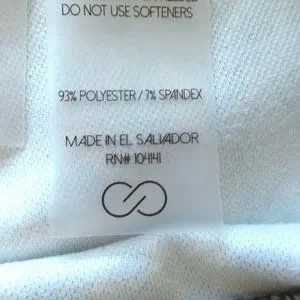 DO NOT USE SOFTENERS
93% POLYESTER / 7% SPANDEX
MADE IN EL SALVADOR
RN# 104141